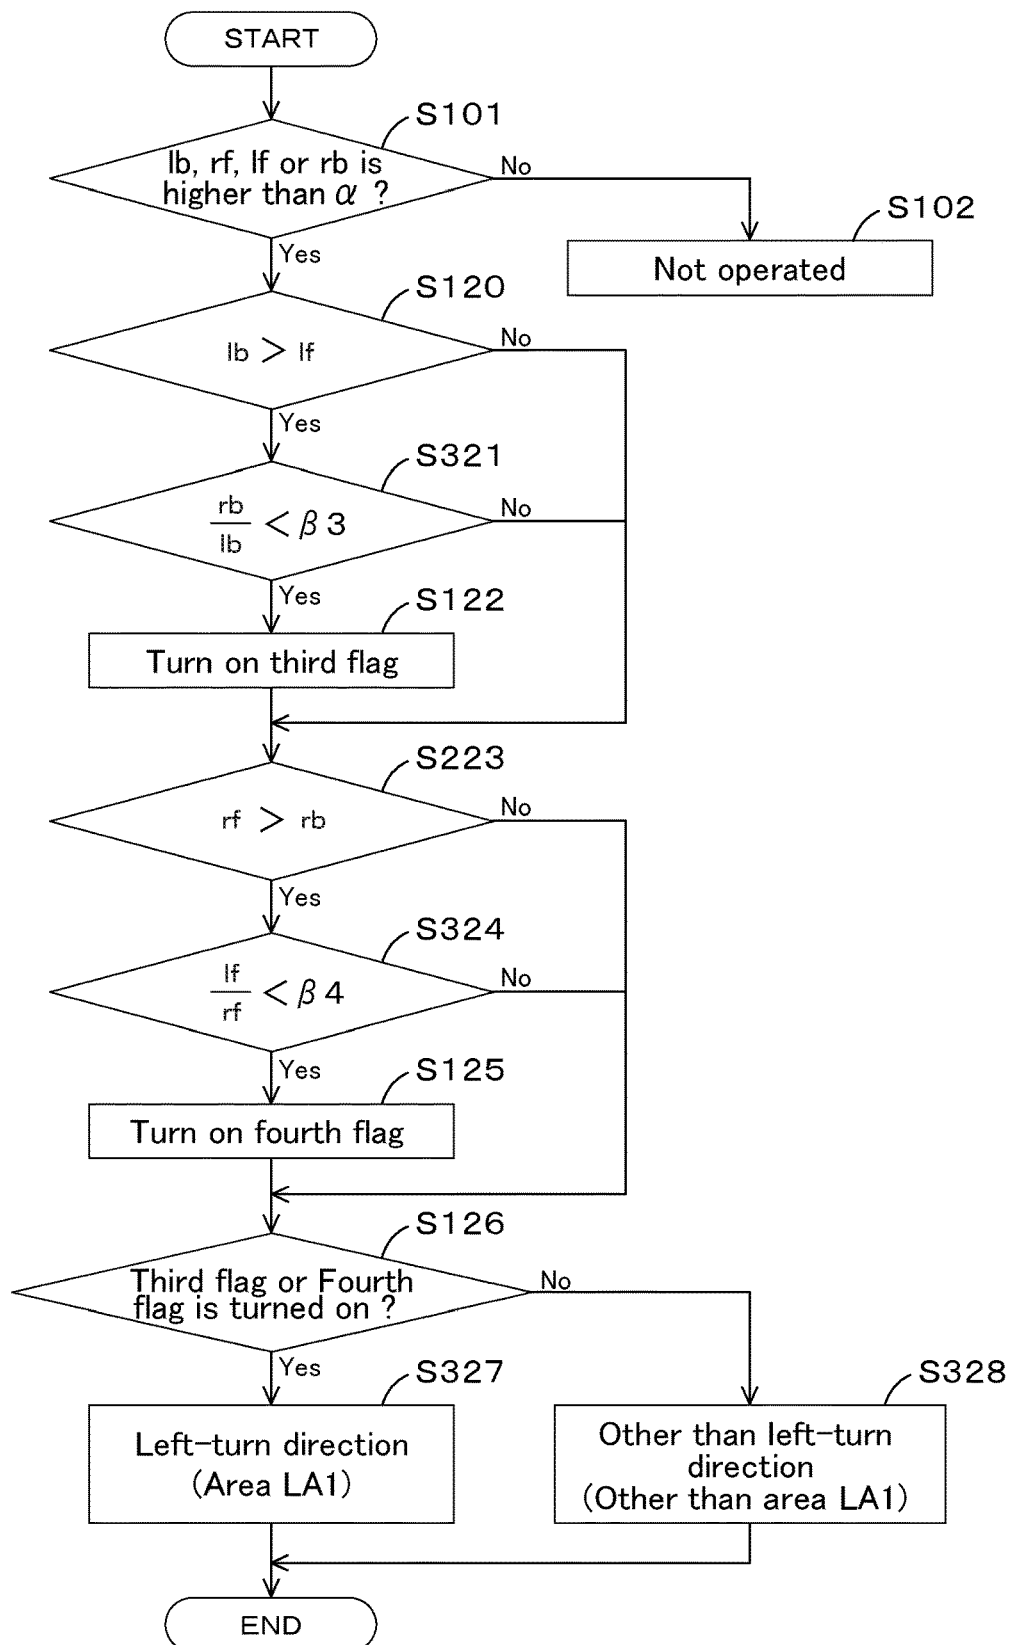 START
S101
lb, rf, lf or rb is
higher than α ?
No
S102
Not operated
Yes
S120
lb > lf
No
Yes
S321
rb
lb
< β3
No
Yes
S122
Turn on third flag
S223
rf > rb
No
Yes
S324
lf
rf
< β4
No
Yes
S125
Turn on fourth flag
S126
Third flag or Fourth
flag is turned on ?
No
Yes
S327
Left-turn direction
(Area LA1)
S328
Other than left-turn
direction
(Other than area LA1)
END